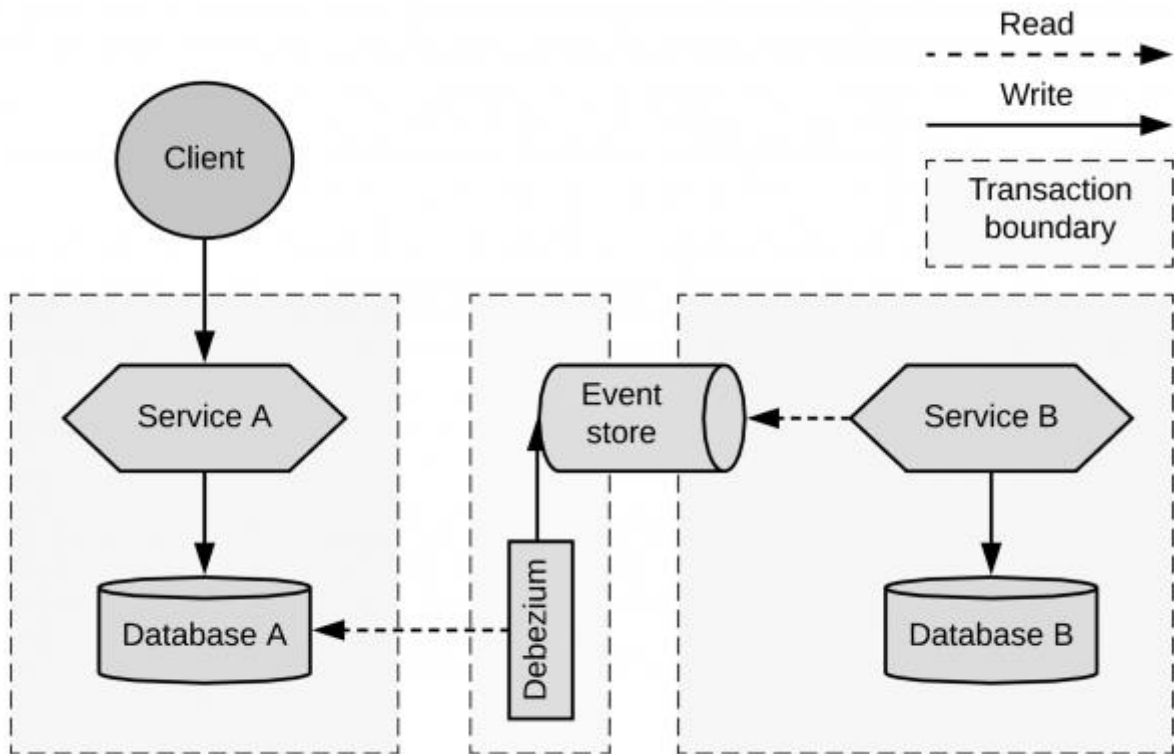 Read
Write
Transaction
boundary
Client
Service A
Event
store
Service B
Database A
Debezium
Database B